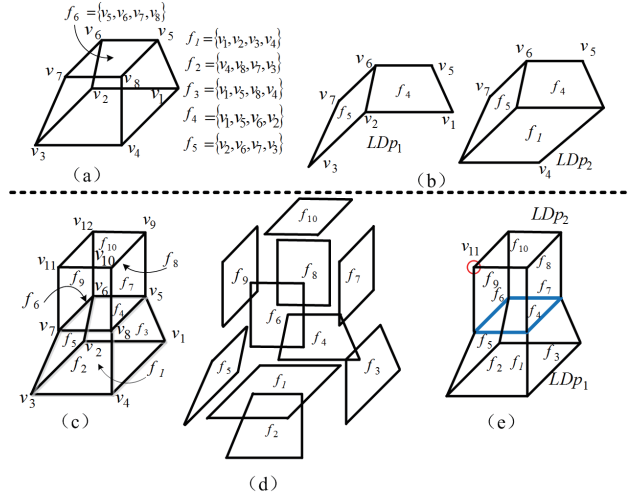 f6={v5,v6,v7,v8}
v6 v5
v7 v8
v2 v1
v3 v4
(a)
f1={v1,v2,v3,v4}
f2={v4,v8,v7,v3}
f3={v1,v5,v8,v4}
f4={v1,v5,v6,v2}
f5={v2,v6,v7,v3}
v6 v5
v7 f4
f5
v2 v1
v3 LDp1
v6 v5
v7 f4
f5
f1
v4 LDp2
(b)
v12 v9
f10
v11 v10 f8
f9 f7
f6 v6 v5
f4
v7 v8 f3
f5 v2 v1
f2 f1
v3 v4
(c)
f10
f9 f8 f7
f6
f4
f5 f3
f1
f2
(d)
LDp2
v11 f10
f8
f9
f6 f7
f4
f5 f3
f2 f1
LDp1
(e)